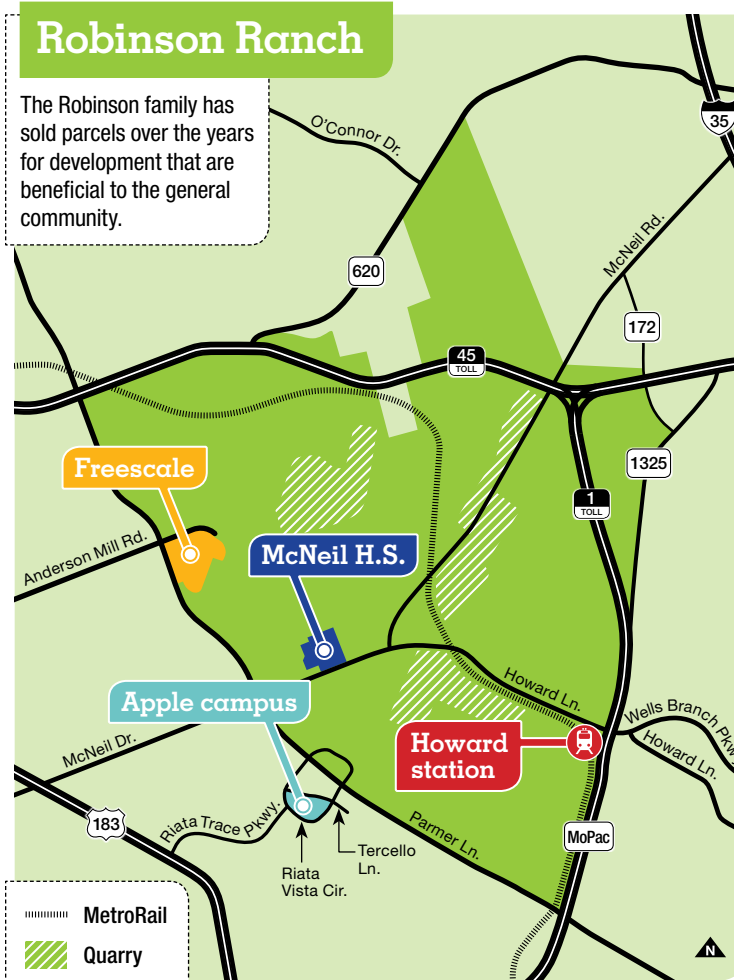 Robinson Ranch
The Robinson family has
sold parcels over the years
for development that are
beneficial to the general
community.
O'Connor Dr.
35
McNeil Rd.
620
172
45
TOLL
1325
Freescale
1
TOLL
Anderson Mill Rd.
McNeil H.S.
Apple campus
Howard Ln.
Wells Branch Pkwy.
Howard Ln.
McNeil Dr.
Howard
station
183
Riata Trace Pkwy.
Parmer Ln.
MoPac
Tercello
Ln.
Riata
Vista Cir.
MetroRail
Quarry
N